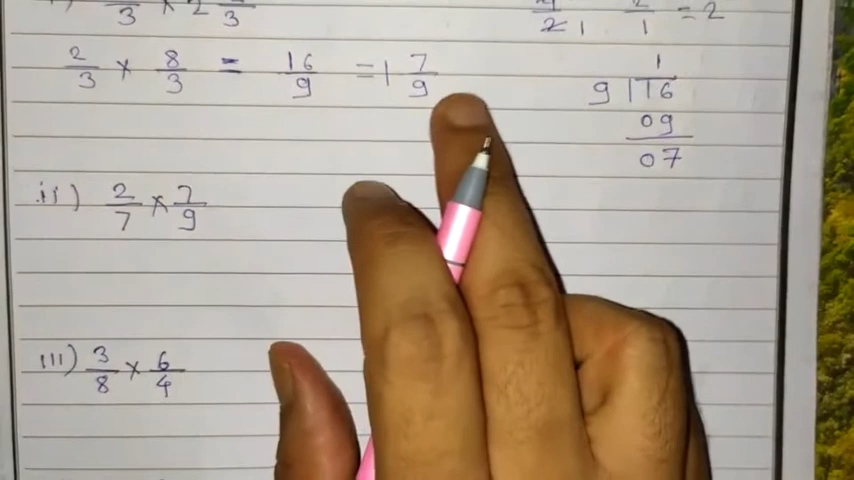 2/3 × 8/3 = 16/9 = 1 7/9
1
9 16
09
07
ii) 2/7 × 7/9
iii) 3/8 × 6/4